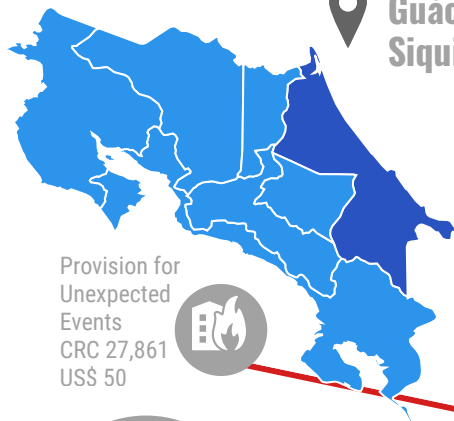 Provision for
Unexpected
Events
CRC 27,861
US$ 50